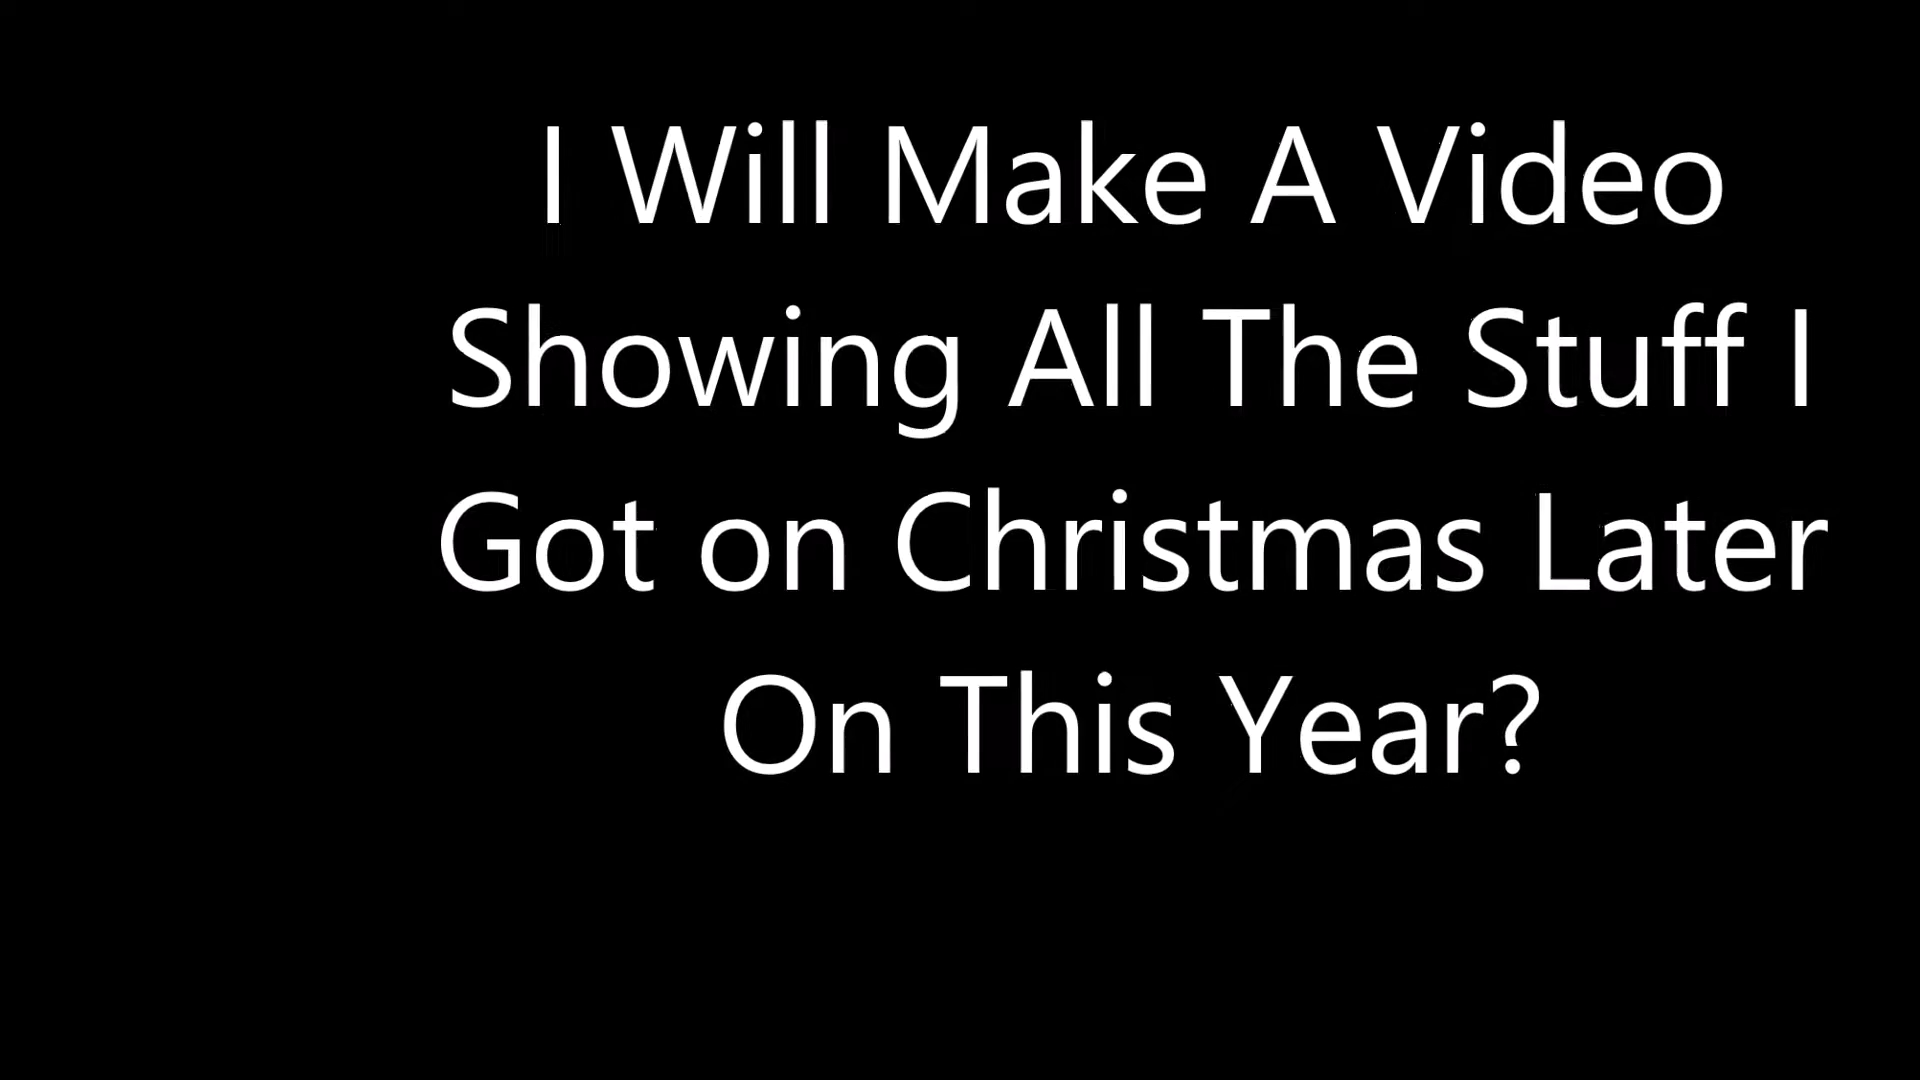 I Will Make A Video
Showing All The Stuff I
Got on Christmas Later
On This Year?